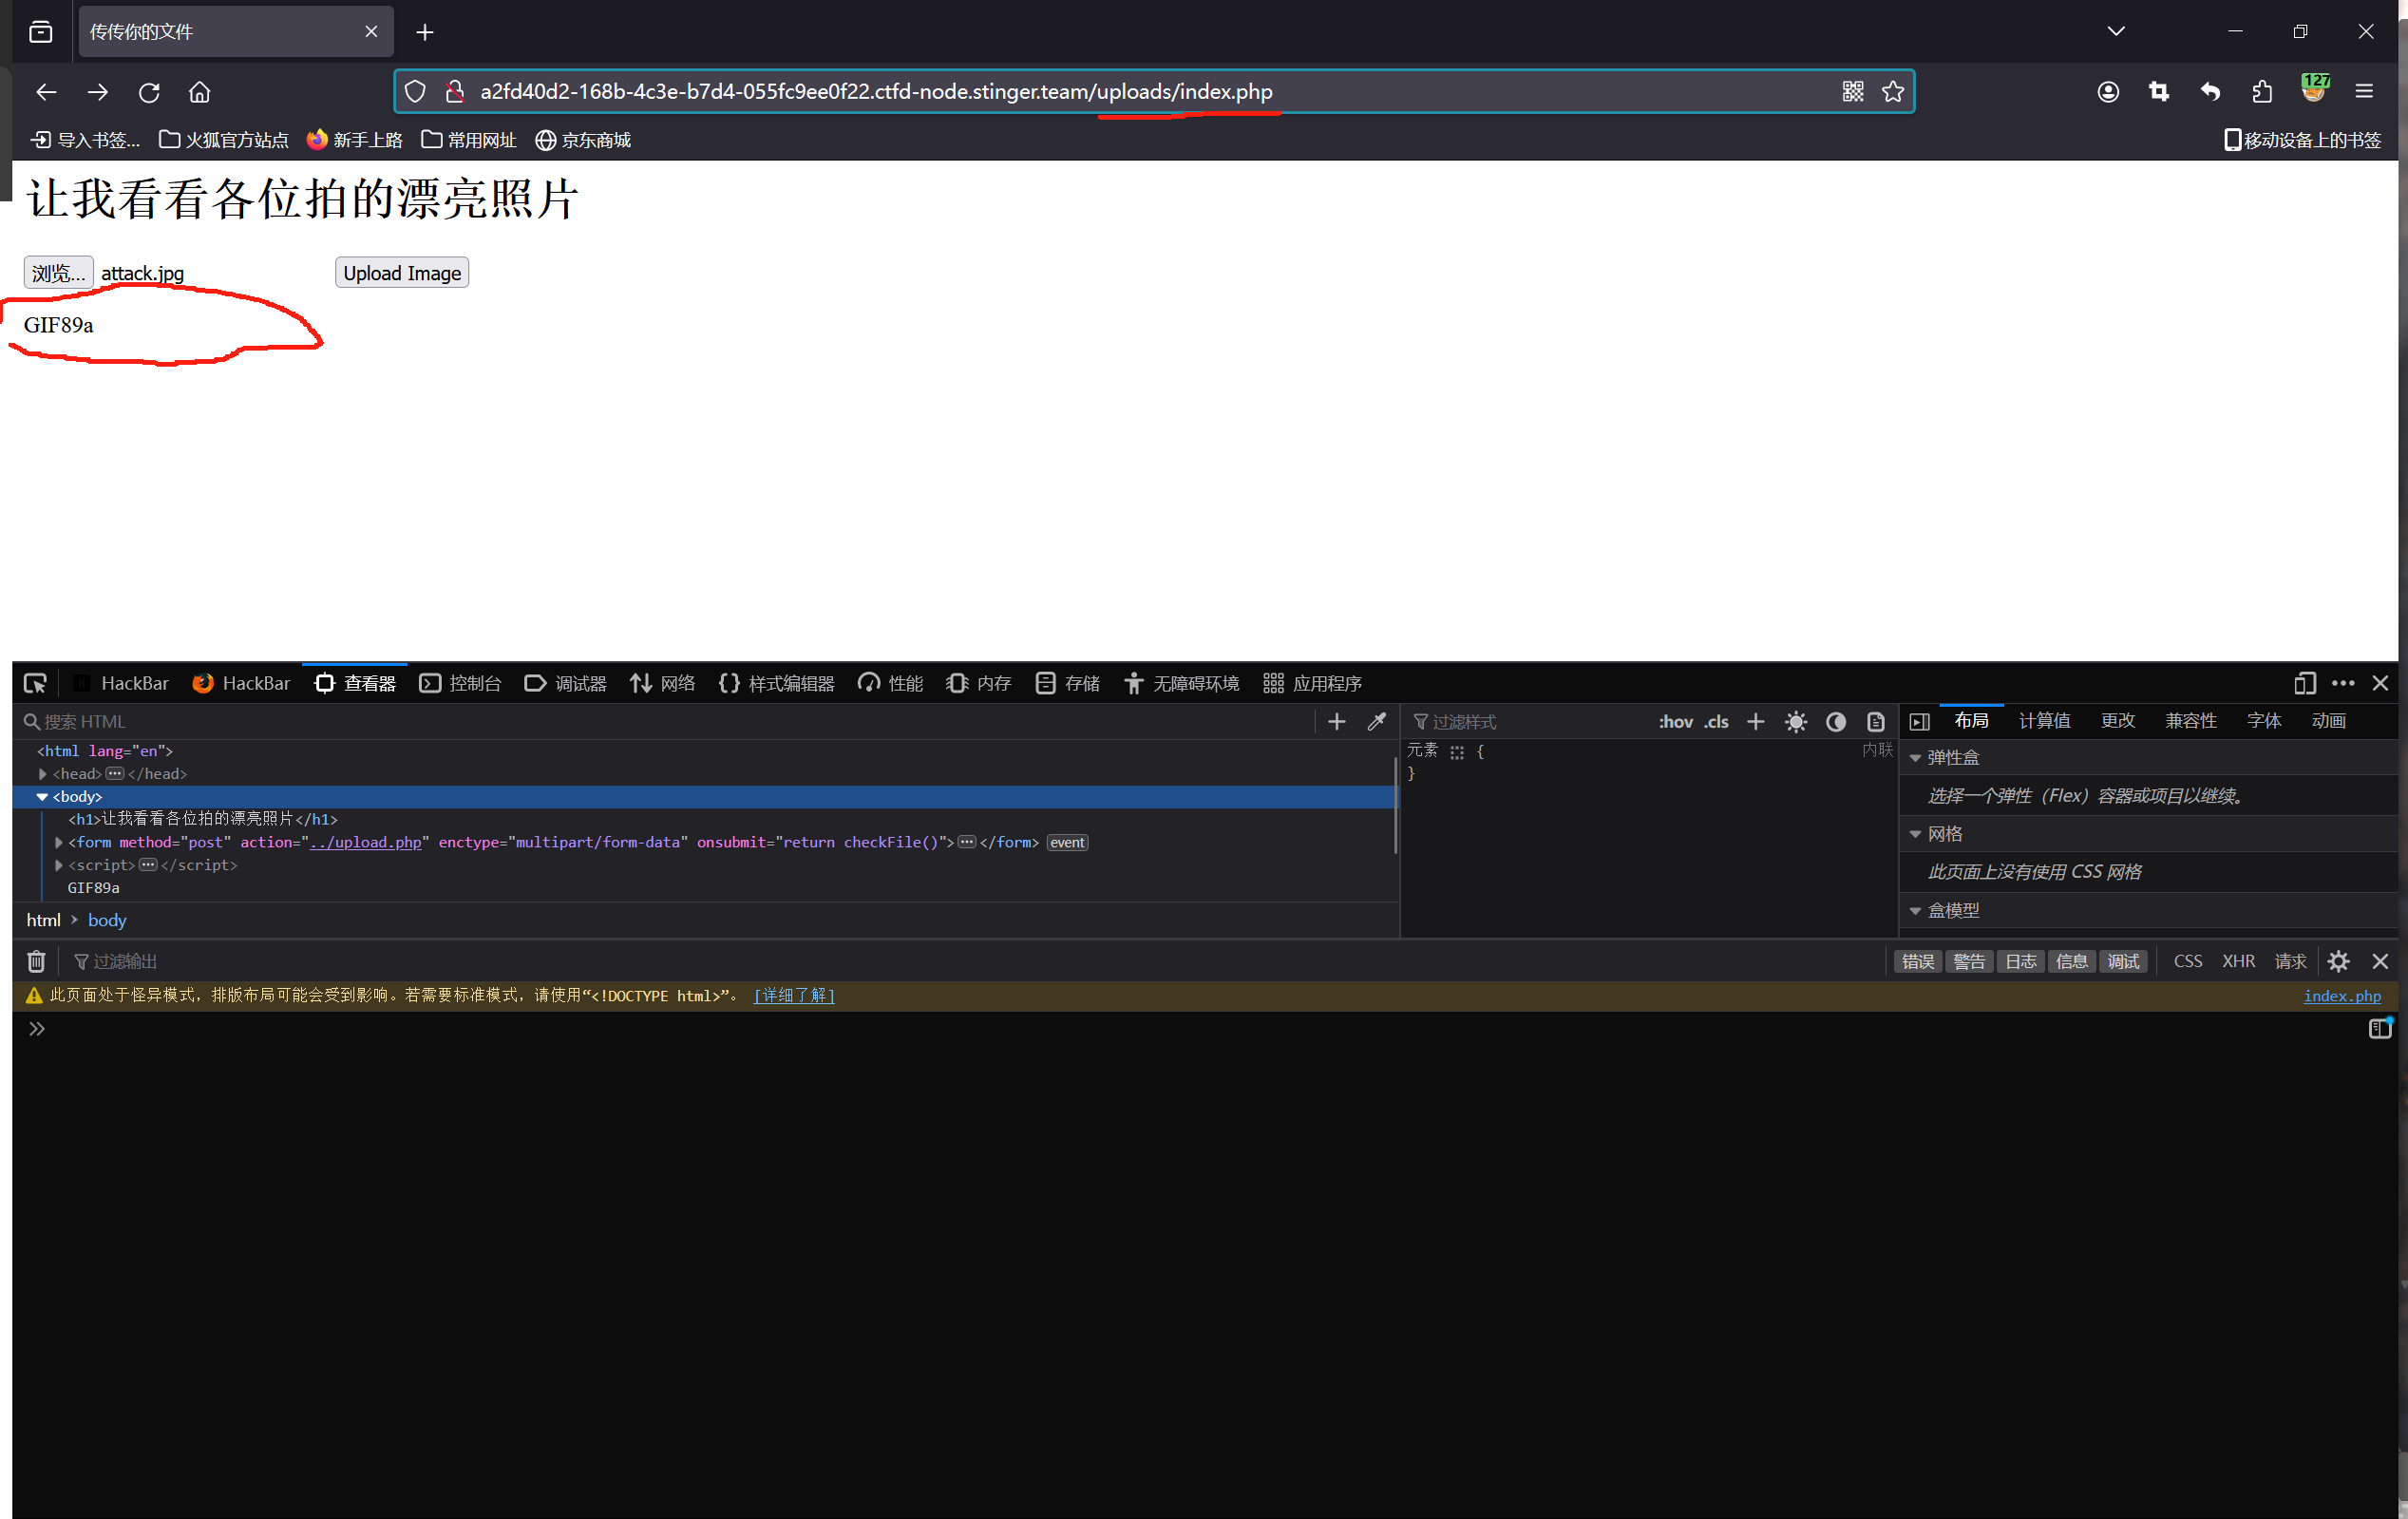 传传你的文件
a2fd40d2-168b-4c3e-b7d4-055fc9ee0f22.ctfd-node.stinger.team/uploads/index.php
127
导入书签... 火狐官方站点 新手上路 常用网址 京东商城 移动设备上的书签
让我看看各位拍的漂亮照片
浏览... attack.jpg Upload Image
GIF89a
HackBar HackBar 查看器 控制台 调试器 网络 {} 样式编辑器 性能 内存 存储 无障碍环境 应用程序
搜索 HTML + 过滤样式 :hov .cls + 布局 计算值 更改 兼容性 字体 动画
<html lang="en"> 元素 { 内联
<head>...</head> }
<body>
<h1>让我看看各位拍的漂亮照片</h1>
<form method="post" action="../upload.php" enctype="multipart/form-data" onsubmit="return checkFile()">...</form> event
<script>...</script>
GIF89a
弹性盒
选择一个弹性（Flex）容器或项目以继续。
网格
此页面上没有使用 CSS 网格
盒模型
html > body
过滤输出 错误 警告 日志 信息 调试 CSS XHR 请求
此页面处于怪异模式，排版布局可能会受到影响。若需要标准模式，请使用“<!DOCTYPE html>”。 [详细了解] index.php